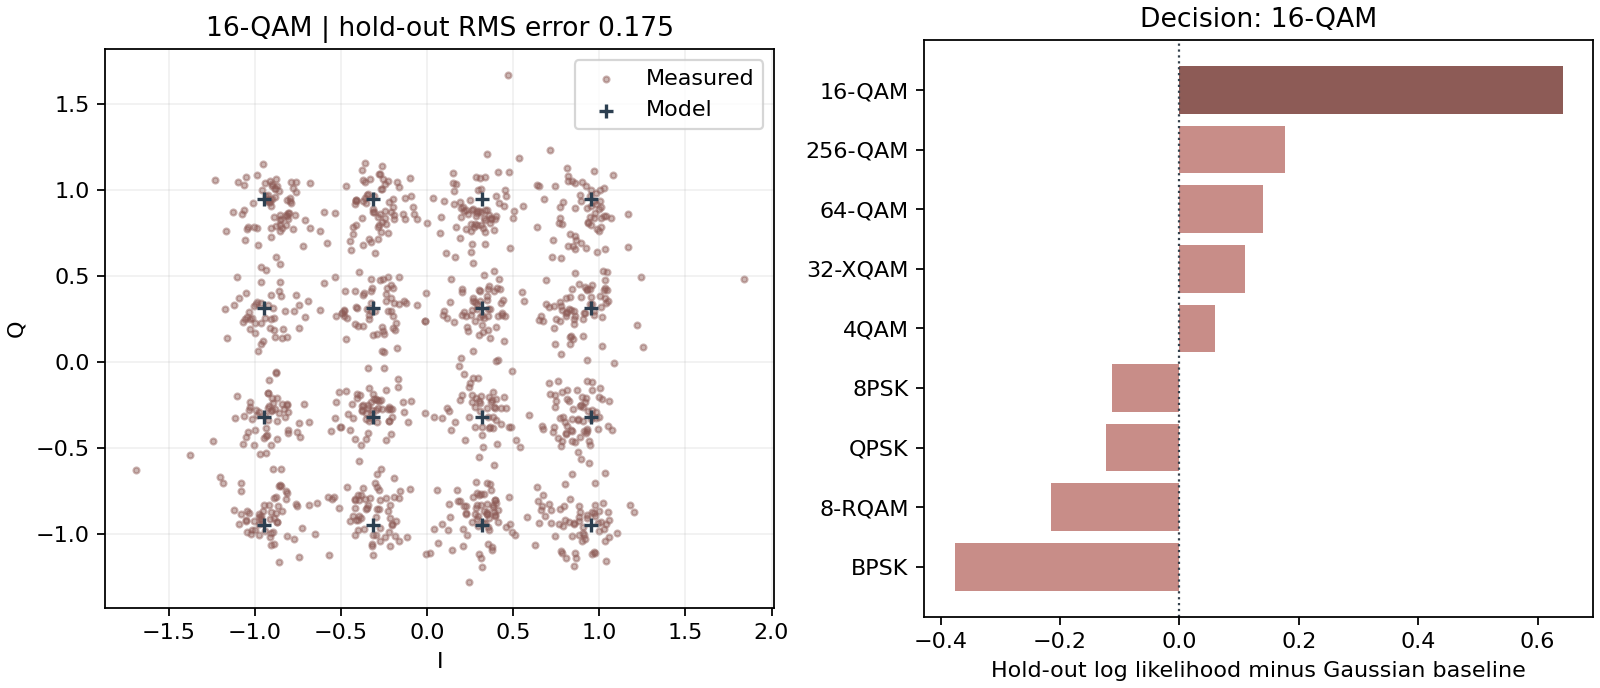 16-QAM | hold-out RMS error 0.175
Measured
Model
Q
1.5
1.0
0.5
0.0
−0.5
−1.0
−1.5
−1.0
−0.5
0.0
0.5
1.0
1.5
2.0
I
Decision: 16-QAM
16-QAM
256-QAM
64-QAM
32-XQAM
4QAM
8PSK
QPSK
8-RQAM
BPSK
−0.4
−0.2
0.0
0.2
0.4
0.6
Hold-out log likelihood minus Gaussian baseline